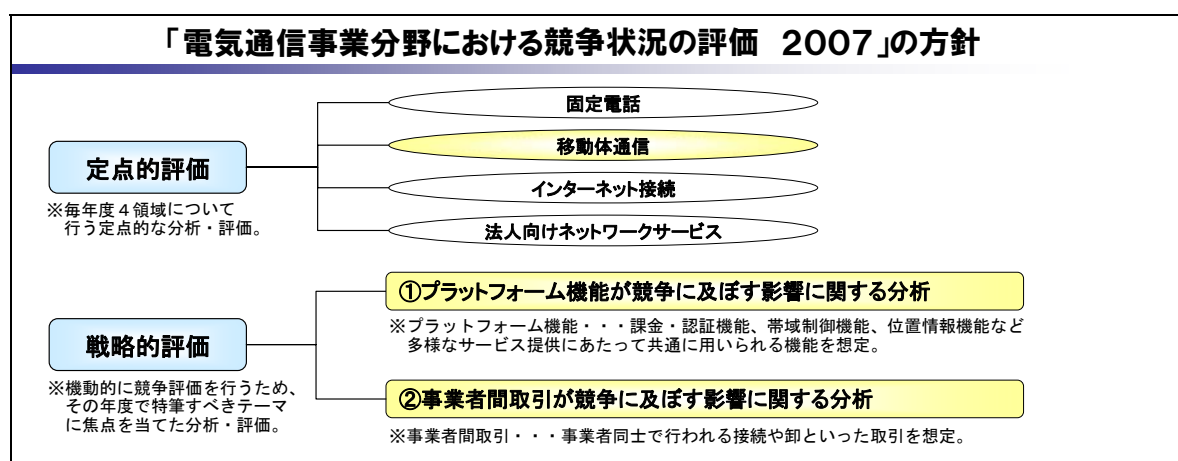 「電気通信事業分野における競争状況の評価 2007」の方針
固定電話
移動体通信
定点的評価
インターネット接続
※毎年度４領域について
行う定点的な分析・評価。
法人向けネットワークサービス
①プラットフォーム機能が競争に及ぼす影響に関する分析
※プラットフォーム機能・・・課金・認証機能、帯域制御機能、位置情報機能など
多様なサービス提供にあたって共通に用いられる機能を想定。
戦略的評価
※機動的に競争評価を行うため、
その年度で特筆すべきテーマ
に焦点を当てた分析・評価。
②事業者間取引が競争に及ぼす影響に関する分析
※事業者間取引・・・事業者同士で行われる接続や卸といった取引を想定。